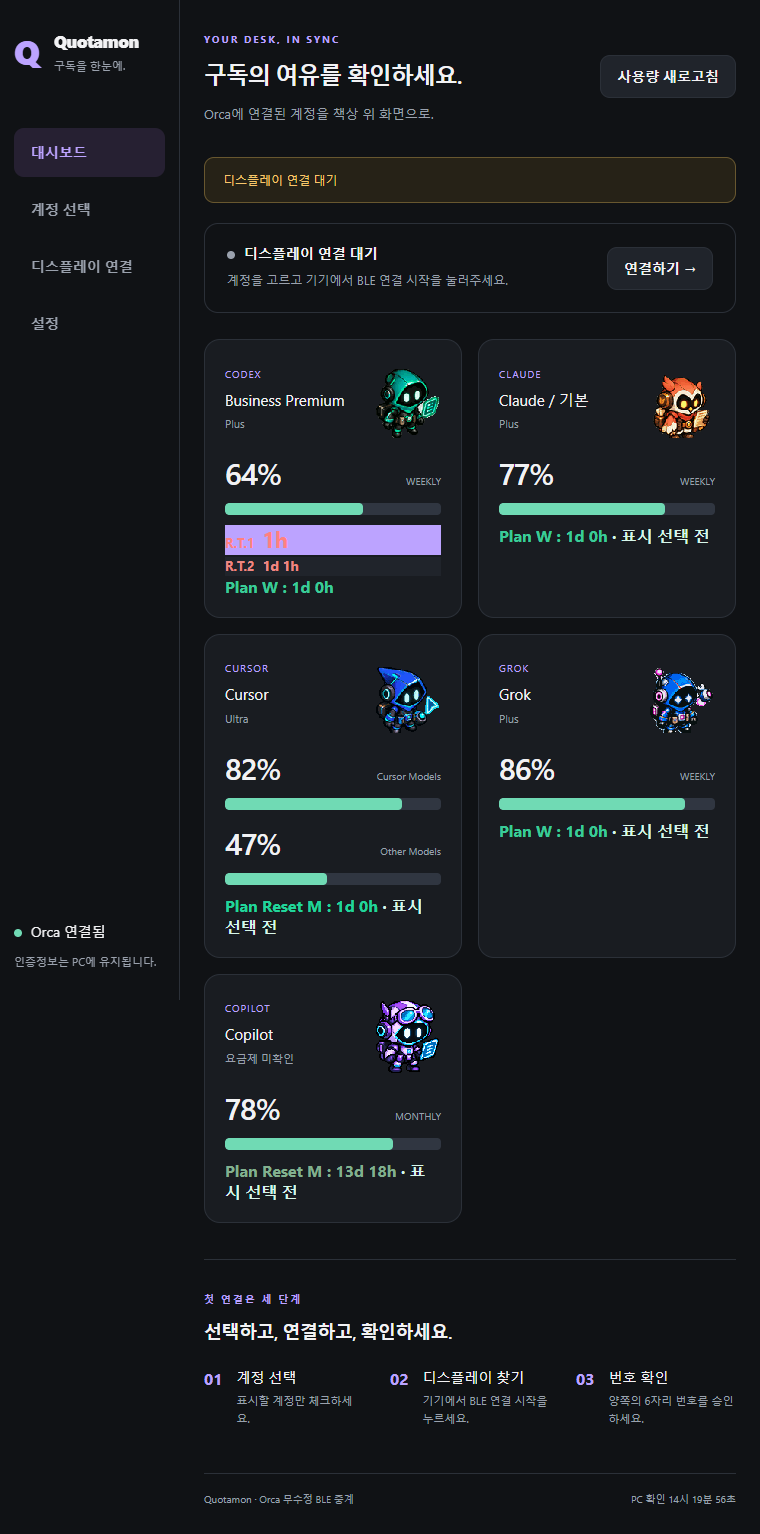 Q
Quotamon
구독을 한눈에.
대시보드
계정 선택
디스플레이 연결
설정
Orca 연결됨
인증정보는 PC에 유지됩니다.
YOUR DESK, IN SYNC
구독의 여유를 확인하세요.
Orca에 연결된 계정을 책상 위 화면으로.
사용량 새로고침
디스플레이 연결 대기
디스플레이 연결 대기
계정을 고르고 기기에서 BLE 연결 시작을 눌러주세요.
연결하기 →
CODEX
Business Premium
Plus
64%
WEEKLY
R.T.1 1h
R.T.2 1d 1h
Plan W : 1d 0h
CLAUDE
Claude / 기본
Plus
77%
WEEKLY
Plan W : 1d 0h · 표시 선택 전
CURSOR
Cursor
Ultra
82%
Cursor Models
47%
Other Models
Plan Reset M : 1d 0h · 표시
선택 전
GROK
Grok
Plus
86%
WEEKLY
Plan W : 1d 0h · 표시 선택 전
COPILOT
Copilot
요금제 미확인
78%
MONTHLY
Plan Reset M : 13d 18h · 표
시 선택 전
첫 연결은 세 단계
선택하고, 연결하고, 확인하세요.
01 계정 선택
표시할 계정만 체크하세
요.
02 디스플레이 찾기
기기에서 BLE 연결 시작을
누르세요.
03 번호 확인
양쪽의 6자리 번호를 승인
하세요.
Quotamon · Orca 무수정 BLE 중계
PC 확인 14시 19분 56초